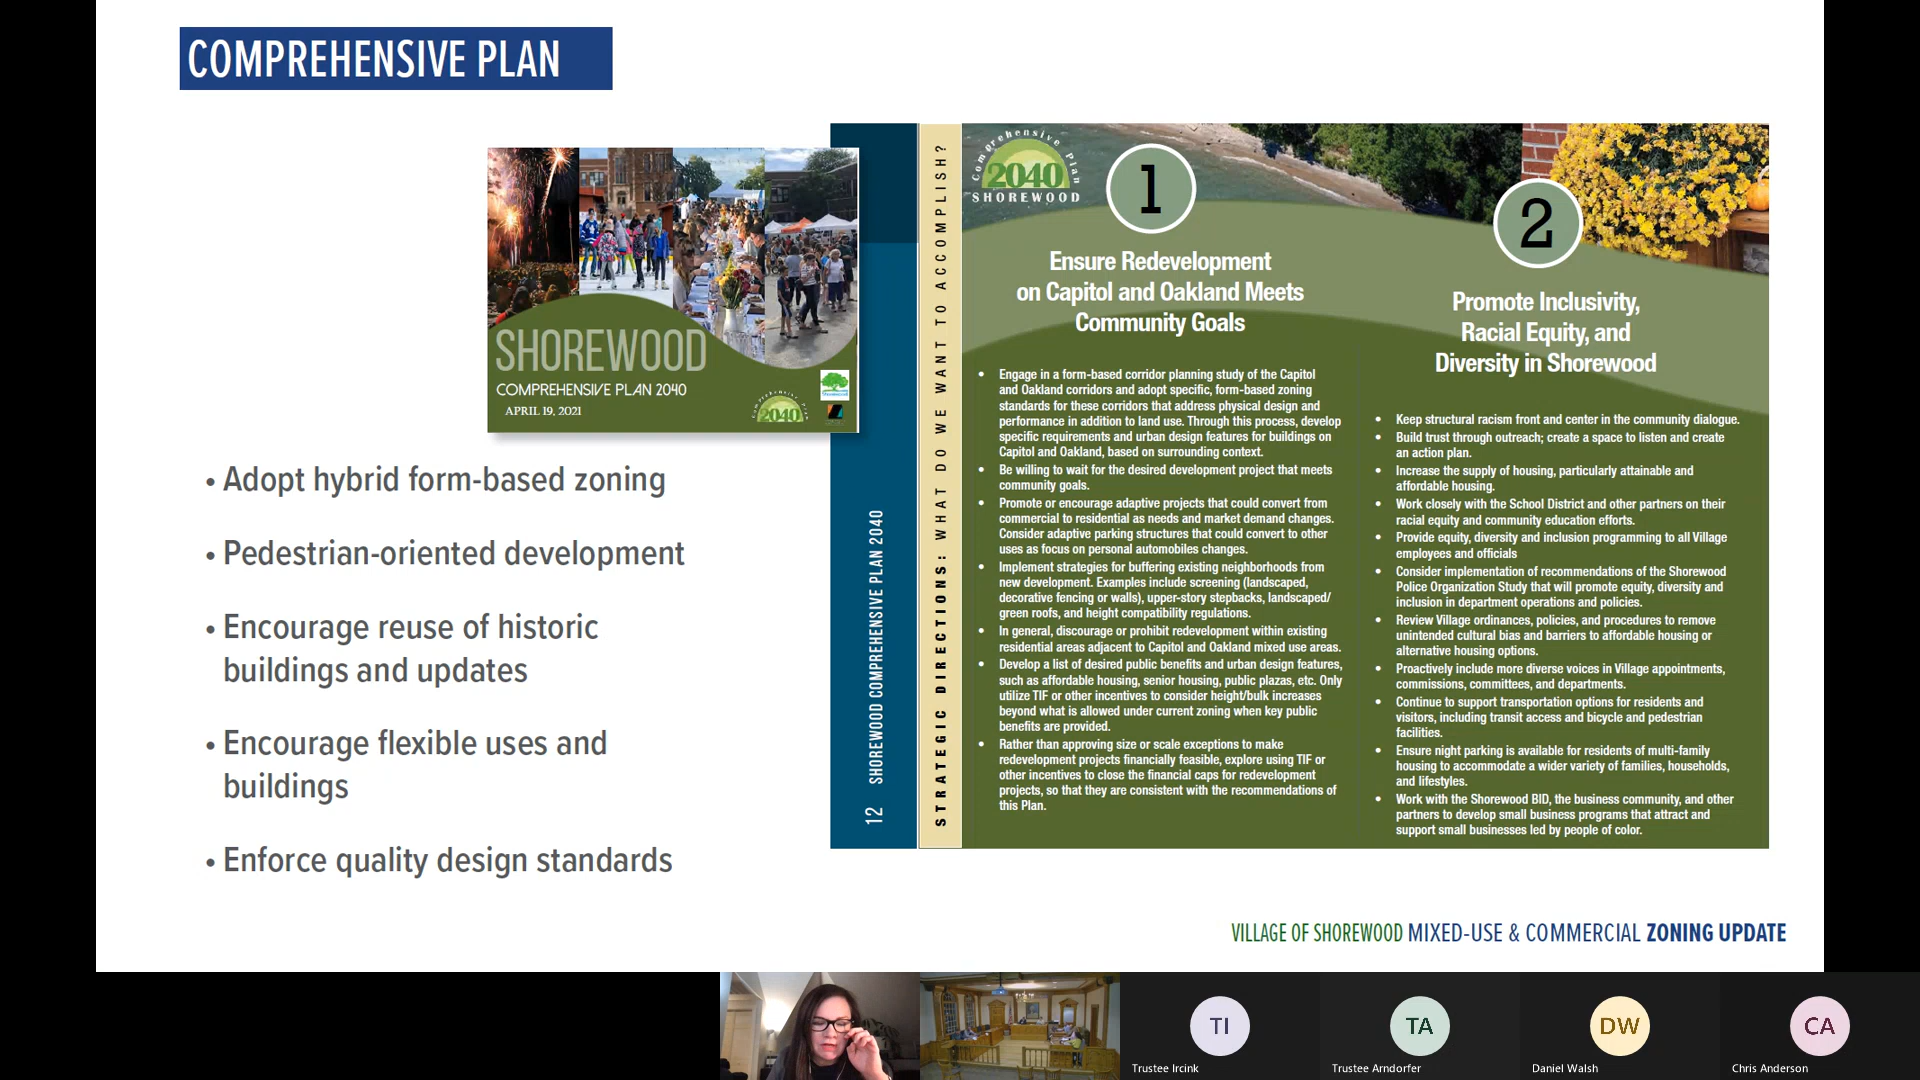 COMPREHENSIVE PLAN
SHOREWOOD
COMPREHENSIVE PLAN 2040
APRIL 19, 2021
Comprehensive Plan
2040
• Adopt hybrid form-based zoning
• Pedestrian-oriented development
• Encourage reuse of historic
buildings and updates
• Encourage flexible uses and
buildings
• Enforce quality design standards
12 SHOREWOOD COMPREHENSIVE PLAN 2040
STRATEGIC DIRECTIONS: WHAT DO WE WANT TO ACCOMPLISH?
Comprehensive Plan
2040
SHOREWOOD
1
Ensure Redevelopment
on Capitol and Oakland Meets
Community Goals
• Engage in a form-based corridor planning study of the Capitol
and Oakland corridors and adopt specific, form-based zoning
standards for these corridors that address physical design and
performance in addition to land use. Through this process, develop
specific requirements and urban design features for buildings on
Capitol and Oakland, based on surrounding context.
• Be willing to wait for the desired development project that meets
community goals.
• Promote or encourage adaptive projects that could convert from
commercial to residential as needs and market demand changes.
Consider adaptive parking structures that could convert to other
uses as focus on personal automobiles changes.
• Implement strategies for buffering existing neighborhoods from
new development. Examples include screening (landscaped,
decorative fencing or walls), upper-story stepbacks, landscaped/
green roofs, and height compatibility regulations.
• In general, discourage or prohibit redevelopment within existing
residential areas adjacent to Capitol and Oakland mixed use areas.
• Develop a list of desired public benefits and urban design features,
such as affordable housing, senior housing, public plazas, etc. Only
utilize TIF or other incentives to consider height/bulk increases
beyond what is allowed under current zoning when key public
benefits are provided.
• Rather than approving size or scale exceptions to make
redevelopment projects financially feasible, explore using TIF or
other incentives to close the financial caps for redevelopment
projects, so that they are consistent with the recommendations of
this Plan.
2
Promote Inclusivity,
Racial Equity, and
Diversity in Shorewood
• Keep structural racism front and center in the community dialogue.
• Build trust through outreach; create a space to listen and create
an action plan.
• Increase the supply of housing, particularly attainable and
affordable housing.
• Work closely with the School District and other partners on their
racial equity and community education efforts.
• Provide equity, diversity and inclusion programming to all Village
employees and officials
• Consider implementation of recommendations of the Shorewood
Police Organization Study that will promote equity, diversity and
inclusion in department operations and policies.
• Review Village ordinances, policies, and procedures to remove
unintended cultural bias and barriers to affordable housing or
alternative housing options.
• Proactively include more diverse voices in Village appointments,
commissions, committees, and departments.
• Continue to support transportation options for residents and
visitors, including transit access and bicycle and pedestrian
facilities.
• Ensure night parking is available for residents of multi-family
housing to accommodate a wider variety of families, households,
and lifestyles.
• Work with the Shorewood BID, the business community, and other
partners to develop small business programs that attract and
support small businesses led by people of color.
VILLAGE OF SHOREWOOD MIXED-USE & COMMERCIAL ZONING UPDATE
TI
Trustee Ircink
TA
Trustee Arndorfer
DW
Daniel Walsh
CA
Chris Anderson